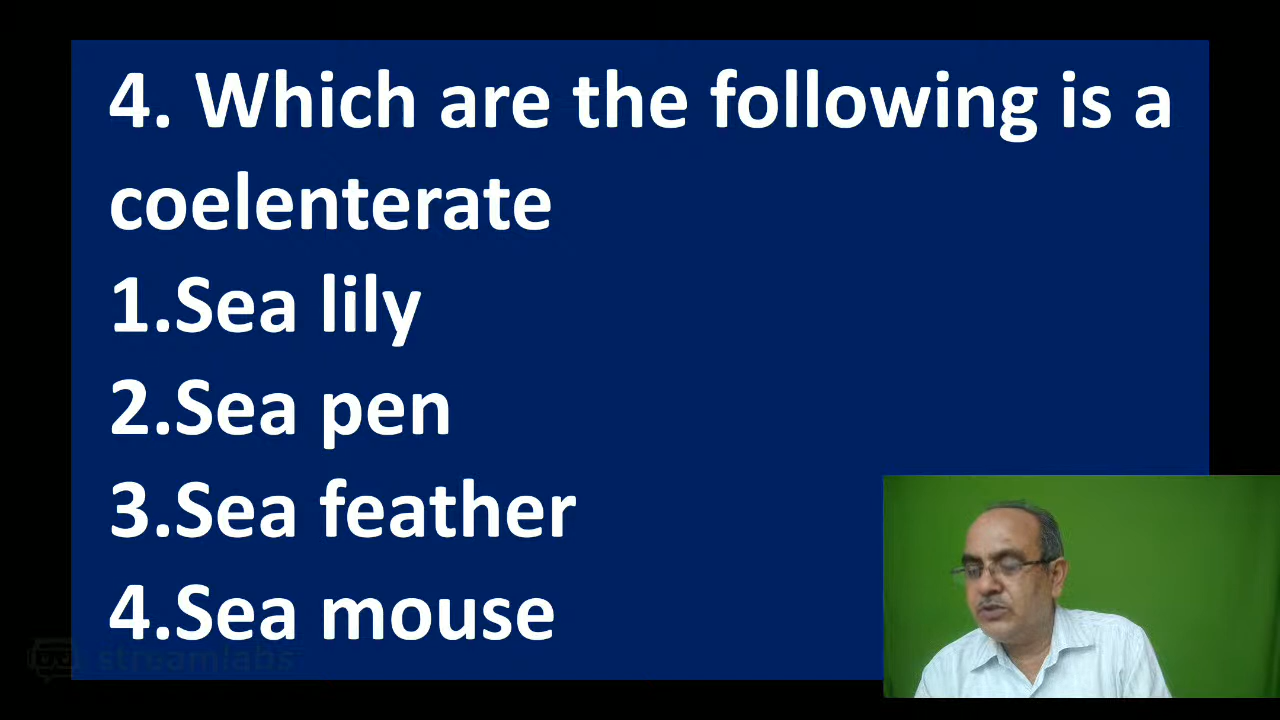 4. Which are the following is a
coelenterate
1.Sea lily
2.Sea pen
3.Sea feather
4.Sea mouse
streamlabs